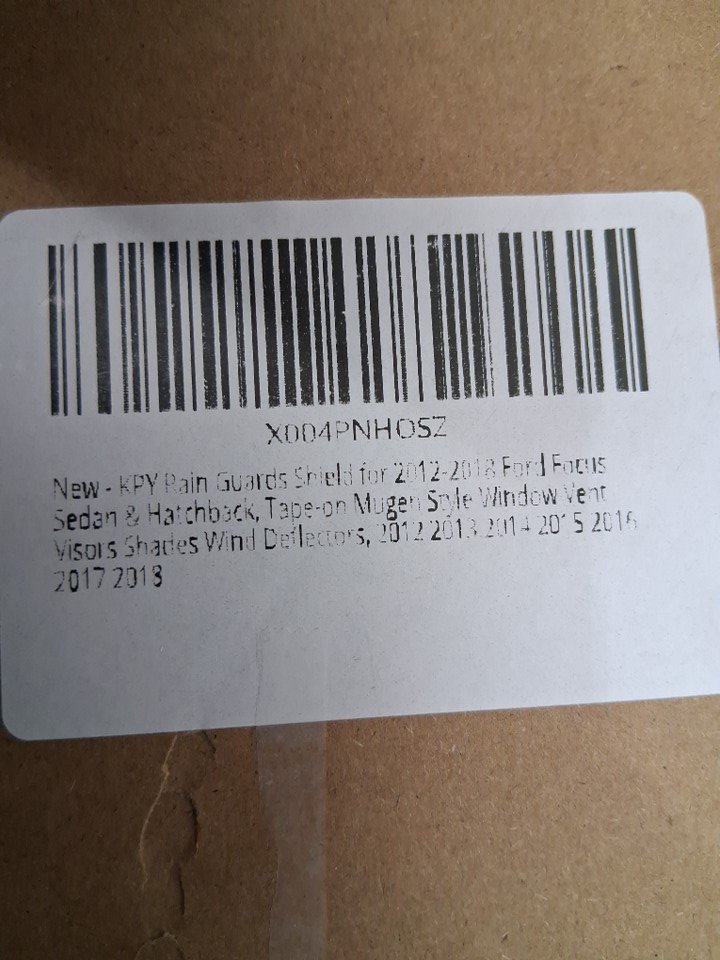 X004PNHOSZ
New - KPY Rain Guards Shield for 2012-2018 Ford Focus
Sedan & Hatchback, Tape-on Mugen Style Window Vent
Visors Shades Wind Deflectors, 2012 2013 2014 2015 2016
2017 2018